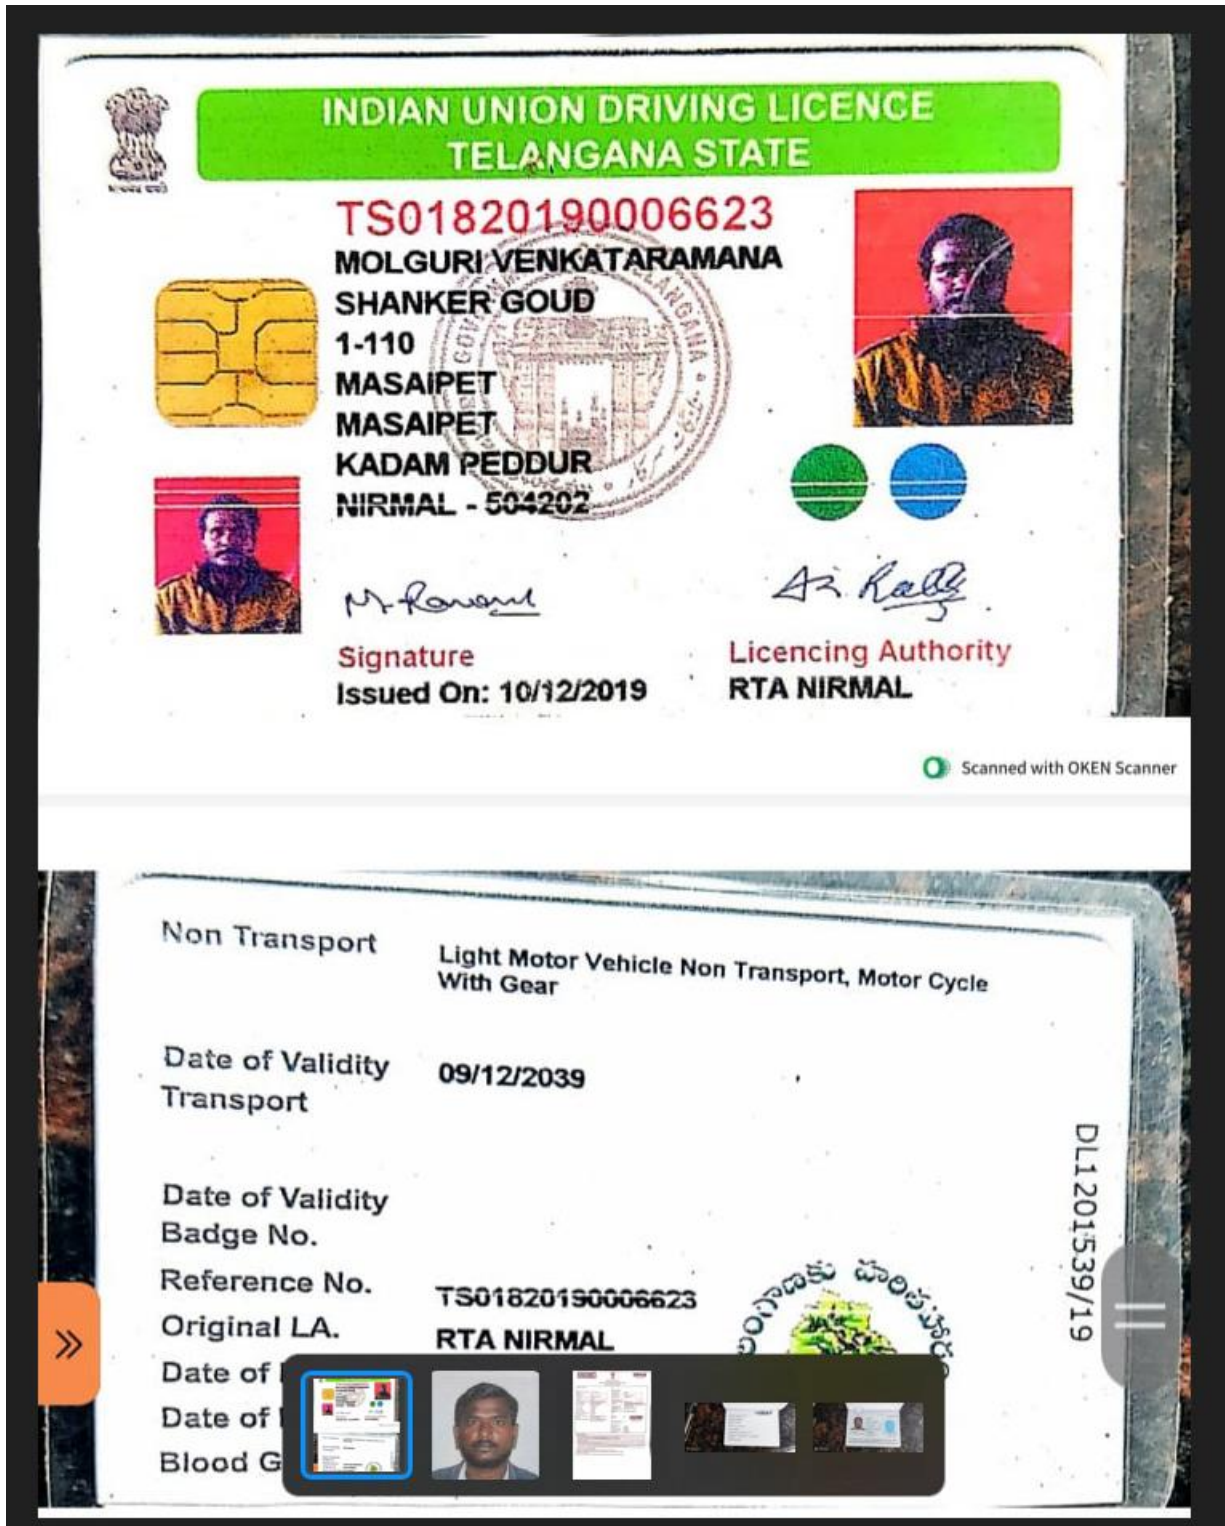 INDIAN UNION DRIVING LICENCE
TELANGANA STATE
TS01820190006623
MOLGURI VENKATARAMANA
SHANKER GOUD
1-110
MASAIPET
MASAIPET
KADAM PEDDUR
NIRMAL - 504202
Signature
Issued On: 10/12/2019
Licencing Authority
RTA NIRMAL
Scanned with OKEN Scanner
Non Transport
Light Motor Vehicle Non Transport, Motor Cycle
With Gear
Date of Validity
Transport
09/12/2039
Date of Validity
Badge No.
Reference No.
TS01820190006623
Original LA.
RTA NIRMAL
Date of
Date of
Blood G
DL1201539/19